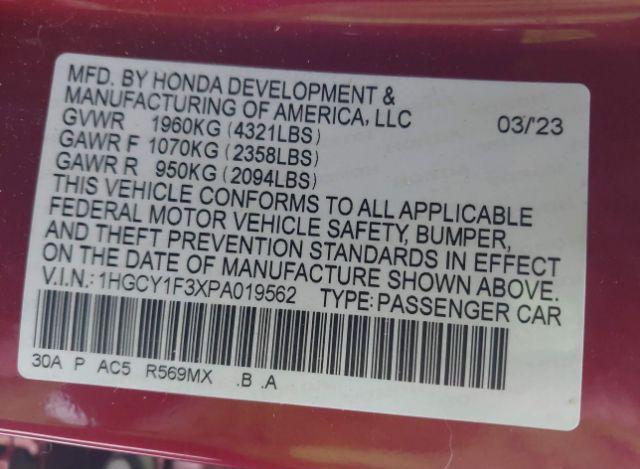 MFD. BY HONDA DEVELOPMENT &
MANUFACTURING OF AMERICA, LLC
GVWR 1960KG (4321LBS) 03/'23
GAWR F 1070KG (2358LBS)
GAWR R 950KG (2094LBS)
THIS VEHICLE CONFORMS TO ALL APPLICABLE
FEDERAL MOTOR VEHICLE SAFETY, BUMPER,
AND THEFT PREVENTION STANDARDS IN EFFECT
ON THE DATE OF MANUFACTURE SHOWN ABOVE.
V.I.N.: 1HGCY1F3XPA019562 TYPE: PASSENGER CAR
30A P AC5 R569MX .B .A